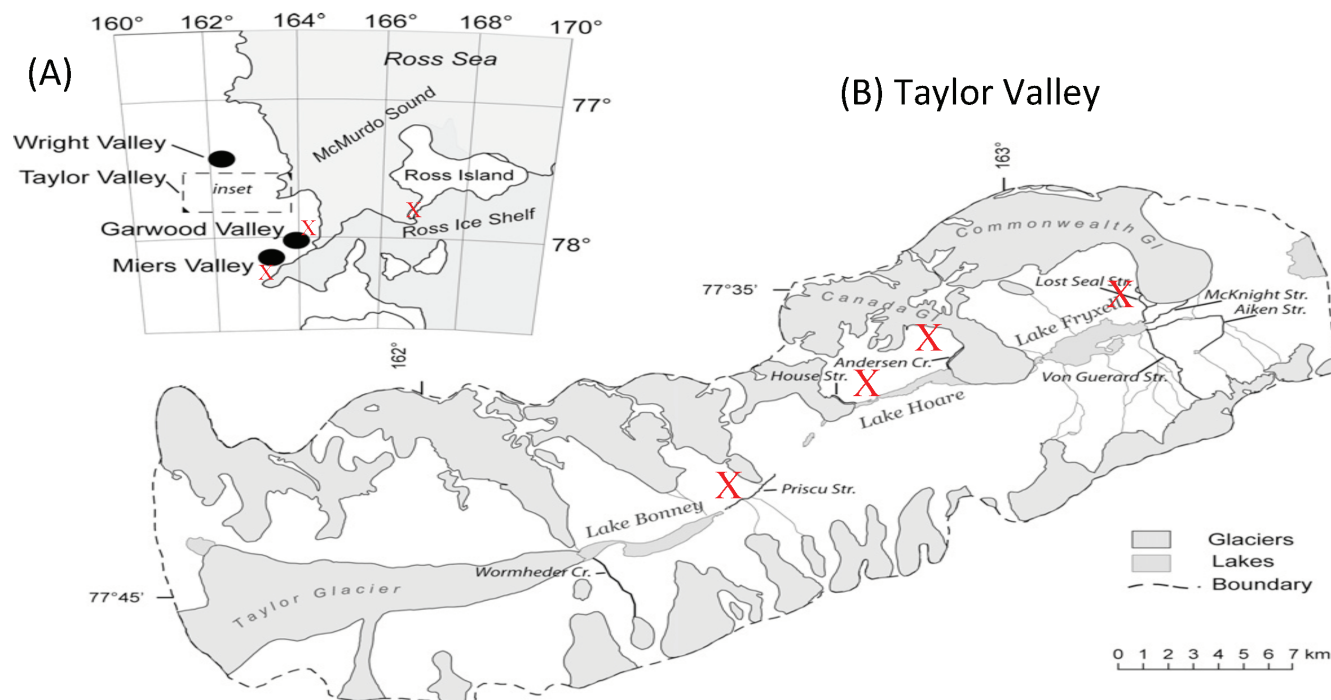 160° 162° 164° 166° 168° 170°
(A)
Ross Sea
77°
McMurdo Sound
Wright Valley
Taylor Valley
inset
Ross Island
X
Garwood Valley
X
Ross Ice Shelf
78°
Miers Valley
X
(B) Taylor Valley
163°
Commonwealth Gl
77°35'
Canada Gl
Lost Seal Str.
X
McKnight Str.
Aiken Str.
Lake Fryxell
X
Andersen Cr.
House Str.
X
Von Guerard Str.
Lake Hoare
162°
X
Priscu Str.
Lake Bonney
Wormheder Cr.
77°45'
Taylor Glacier
Glaciers
Lakes
Boundary
0 1 2 3 4 5 6 7 km